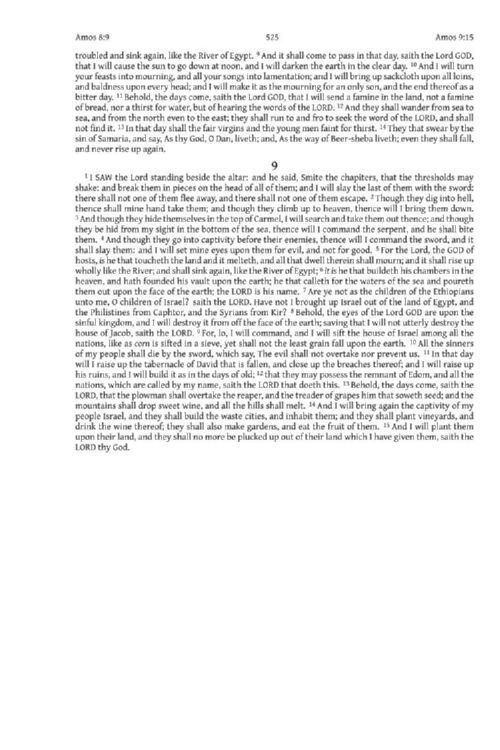 Amos 8:9 525 Amos 9:15
troubled and sink again, like the River of Egypt. 9 And it shall come to pass in that day, saith the Lord GOD,
that I will cause the sun to go down at noon, and I will darken the earth in the clear day. 10 And I will turn
your feasts into mourning, and all your songs into lamentation; and I will bring up sackcloth upon all loins,
and baldness upon every head; and I will make it as the mourning for an only son, and the end thereof as a
bitter day. 11 Behold, the days come, saith the Lord GOD, that I will send a famine in the land, not a famine
of bread, nor a thirst for water, but of hearing the words of the LORD. 12 And they shall wander from sea to
sea, and from the north even to the east; they shall run to and fro to seek the word of the LORD, and shall
not find it. 13 In that day shall the fair virgins and the young men faint for thirst. 14 They that swear by the
sin of Samaria, and say, As thy God, O Dan, liveth; and, As the way of Beer-sheba liveth; even they shall fall,
and never rise up again.
9
1 I SAW the Lord standing beside the altar: and he said, Smite the chapiters, that the thresholds may
shake: and break them in pieces on the head of all of them; and I will slay the last of them with the sword:
there shall not one of them flee away, and there shall not one of them escape. 2 Though they dig into hell,
thence shall mine hand take them; and though they climb up to heaven, thence will I bring them down.
3 And though they hide themselves in the top of Carmel, I will search and take them out thence; and though
they be hid from my sight in the bottom of the sea, thence will I command the serpent, and he shall bite
them. 4 And though they go into captivity before their enemies, thence will I command the sword, and it
shall slay them: and I will set mine eyes upon them for evil, and not for good. 5 For the Lord, the GOD of
hosts, is he that toucheth the land and it melteth, and all that dwell therein shall mourn; and it shall rise up
wholly like the River; and shall sink again, like the River of Egypt; 6 it is he that buildeth his chambers in the
heaven, and hath founded his vault upon the earth; he that calleth for the waters of the sea and poureth
them out upon the face of the earth; the LORD is his name. 7 Are ye not as the children of the Ethiopians
unto me, O children of Israel? saith the LORD. Have not I brought up Israel out of the land of Egypt, and
the Philistines from Caphtor, and the Syrians from Kir? 8 Behold, the eyes of the Lord GOD are upon the
sinful kingdom, and I will destroy it from off the face of the earth; saving that I will not utterly destroy the
house of Jacob, saith the LORD. 9 For, lo, I will command, and I will sift the house of Israel among all the
nations, like as corn is sifted in a sieve, yet shall not the least grain fall upon the earth. 10 All the sinners
of my people shall die by the sword, which say, The evil shall not overtake nor prevent us. 11 In that day
will I raise up the tabernacle of David that is fallen, and close up the breaches thereof; and I will raise up
his ruins, and I will build it as in the days of old; 12 that they may possess the remnant of Edom, and all the
nations, which are called by my name, saith the LORD that doeth this. 13 Behold, the days come, saith the
LORD, that the plowman shall overtake the reaper, and the treader of grapes him that soweth seed; and the
mountains shall drop sweet wine, and all the hills shall melt. 14 And I will bring again the captivity of my
people Israel, and they shall build the waste cities, and inhabit them; and they shall plant vineyards, and
drink the wine thereof; they shall also make gardens, and eat the fruit of them. 15 And I will plant them
upon their land, and they shall no more be plucked up out of their land which I have given them, saith the
LORD thy God.